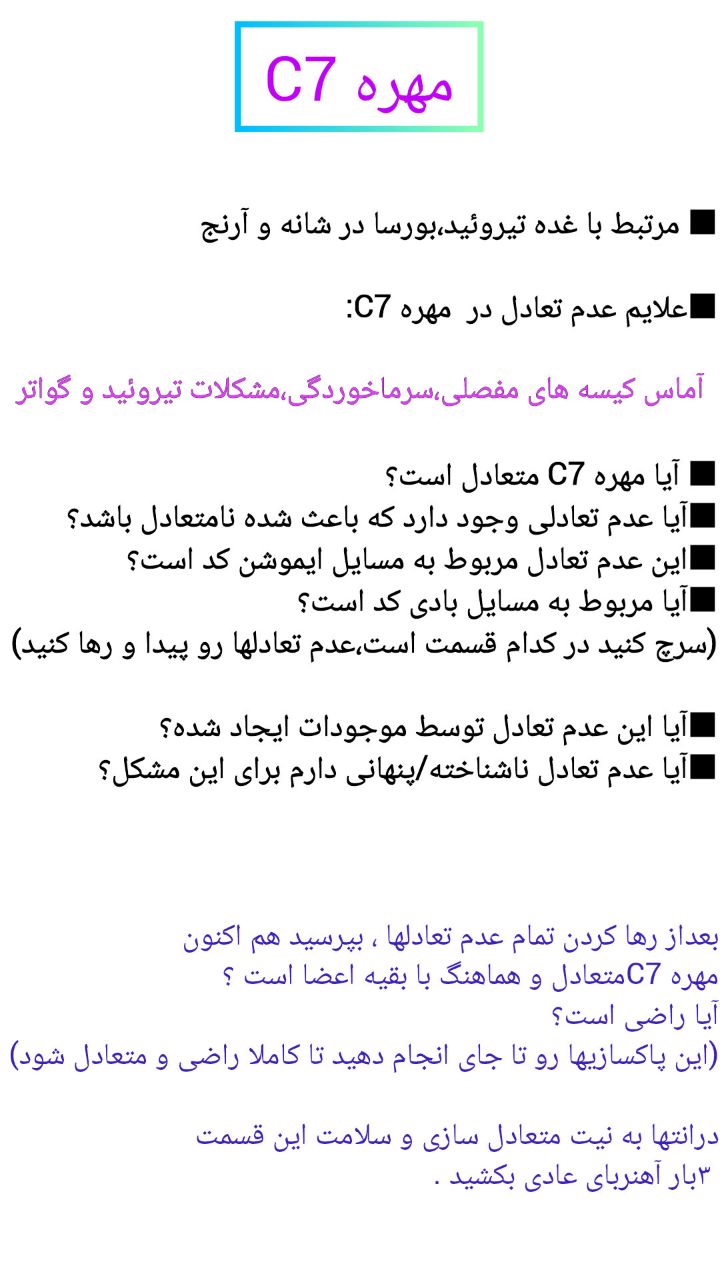 مهره C7
■ مرتبط با غده تیروئید،بورسا در شانه و آرنج
■علایم عدم تعادل در مهره C7:
آماس کیسه های مفصلی،سرماخوردگی،مشکلات تیروئید و گواتر
■ آیا مهره C7 متعادل است؟
■آیا عدم تعادلی وجود دارد که باعث شده نامتعادل باشد؟
■این عدم تعادل مربوط به مسایل ایموشن کد است؟
■آیا مربوط به مسایل بادی کد است؟
(سرچ کنید در کدام قسمت است،عدم تعادلها رو پیدا و رها کنید)
■آیا این عدم تعادل توسط موجودات ایجاد شده؟
■آیا عدم تعادل ناشناخته/پنهانی دارم برای این مشکل؟
بعداز رها کردن تمام عدم تعادلها ، بپرسید هم اکنون
مهره C7متعادل و هماهنگ با بقیه اعضا است ؟
آیا راضی است؟
(این پاکسازیها رو تا جای انجام دهید تا کاملا راضی و متعادل شود)
درانتها به نیت متعادل سازی و سلامت این قسمت
۳بار آهنربای عادی بکشید .